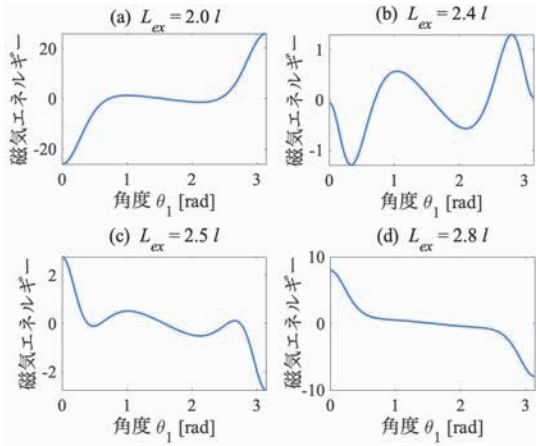 (a) L_ex = 2.0 l
磁気エネルギー
20
0
-20
0 1 2 3
角度 θ_1 [rad]
(b) L_ex = 2.4 l
磁気エネルギー
1
0
-1
0 1 2 3
角度 θ_1 [rad]
(c) L_ex = 2.5 l
磁気エネルギー
2
0
-2
0 1 2 3
角度 θ_1 [rad]
(d) L_ex = 2.8 l
磁気エネルギー
10
0
-10
0 1 2 3
角度 θ_1 [rad]